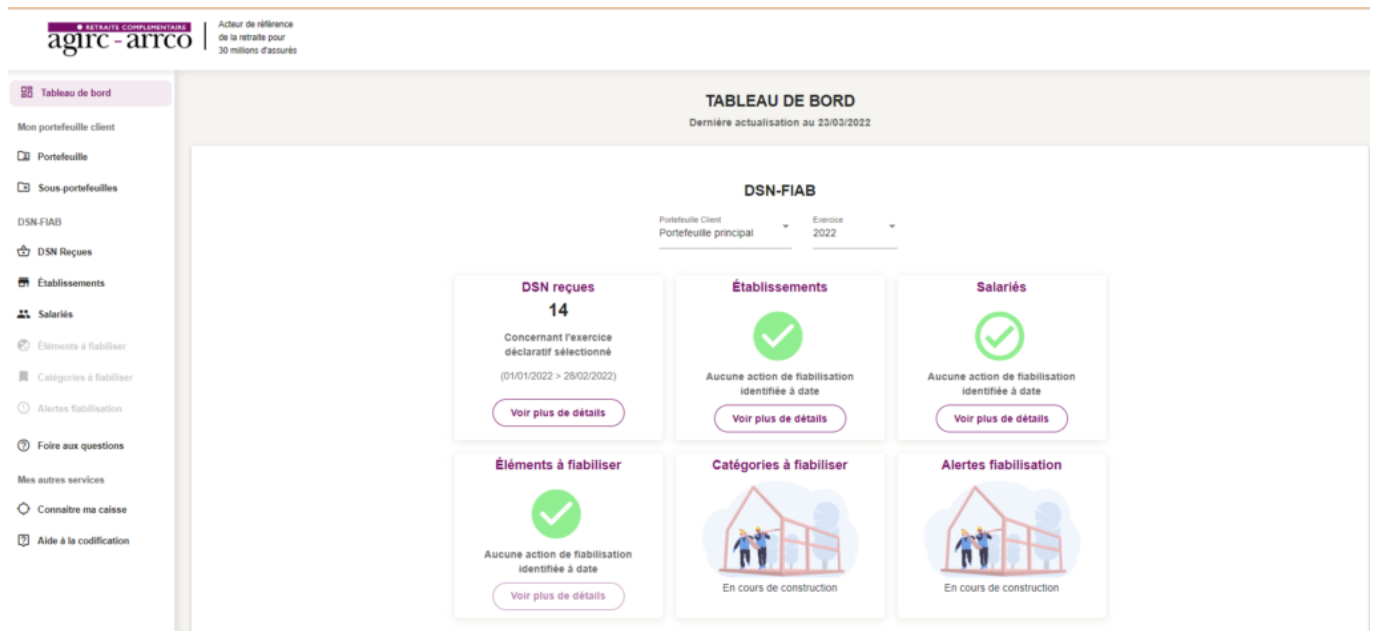 RETRAITE COMPLEMENTAIRE
agirc - arrco
Acteur de référence
de la retraite pour
30 millions d'assurés
Tableau de bord
Mon portefeuille client
Portefeuille
Sous-portefeuilles
DSN-FIAB
DSN Reçues
Établissements
Salariés
Éléments à fiabiliser
Catégories à fiabiliser
Alertes fiabilisation
Foire aux questions
Mes autres services
Connaître ma caisse
Aide à la codification
TABLEAU DE BORD
Dernière actualisation au 23/03/2022
DSN-FIAB
Portefeuille Client
Portefeuille principal
Exercice
2022
DSN reçues
14
Concernant l'exercice
déclaratif sélectionné
(01/01/2022 > 28/02/2022)
Voir plus de détails
Établissements
Aucune action de fiabilisation
identifiée à date
Voir plus de détails
Salariés
Aucune action de fiabilisation
identifiée à date
Voir plus de détails
Éléments à fiabiliser
Aucune action de fiabilisation
identifiée à date
Voir plus de détails
Catégories à fiabiliser
En cours de construction
Alertes fiabilisation
En cours de construction